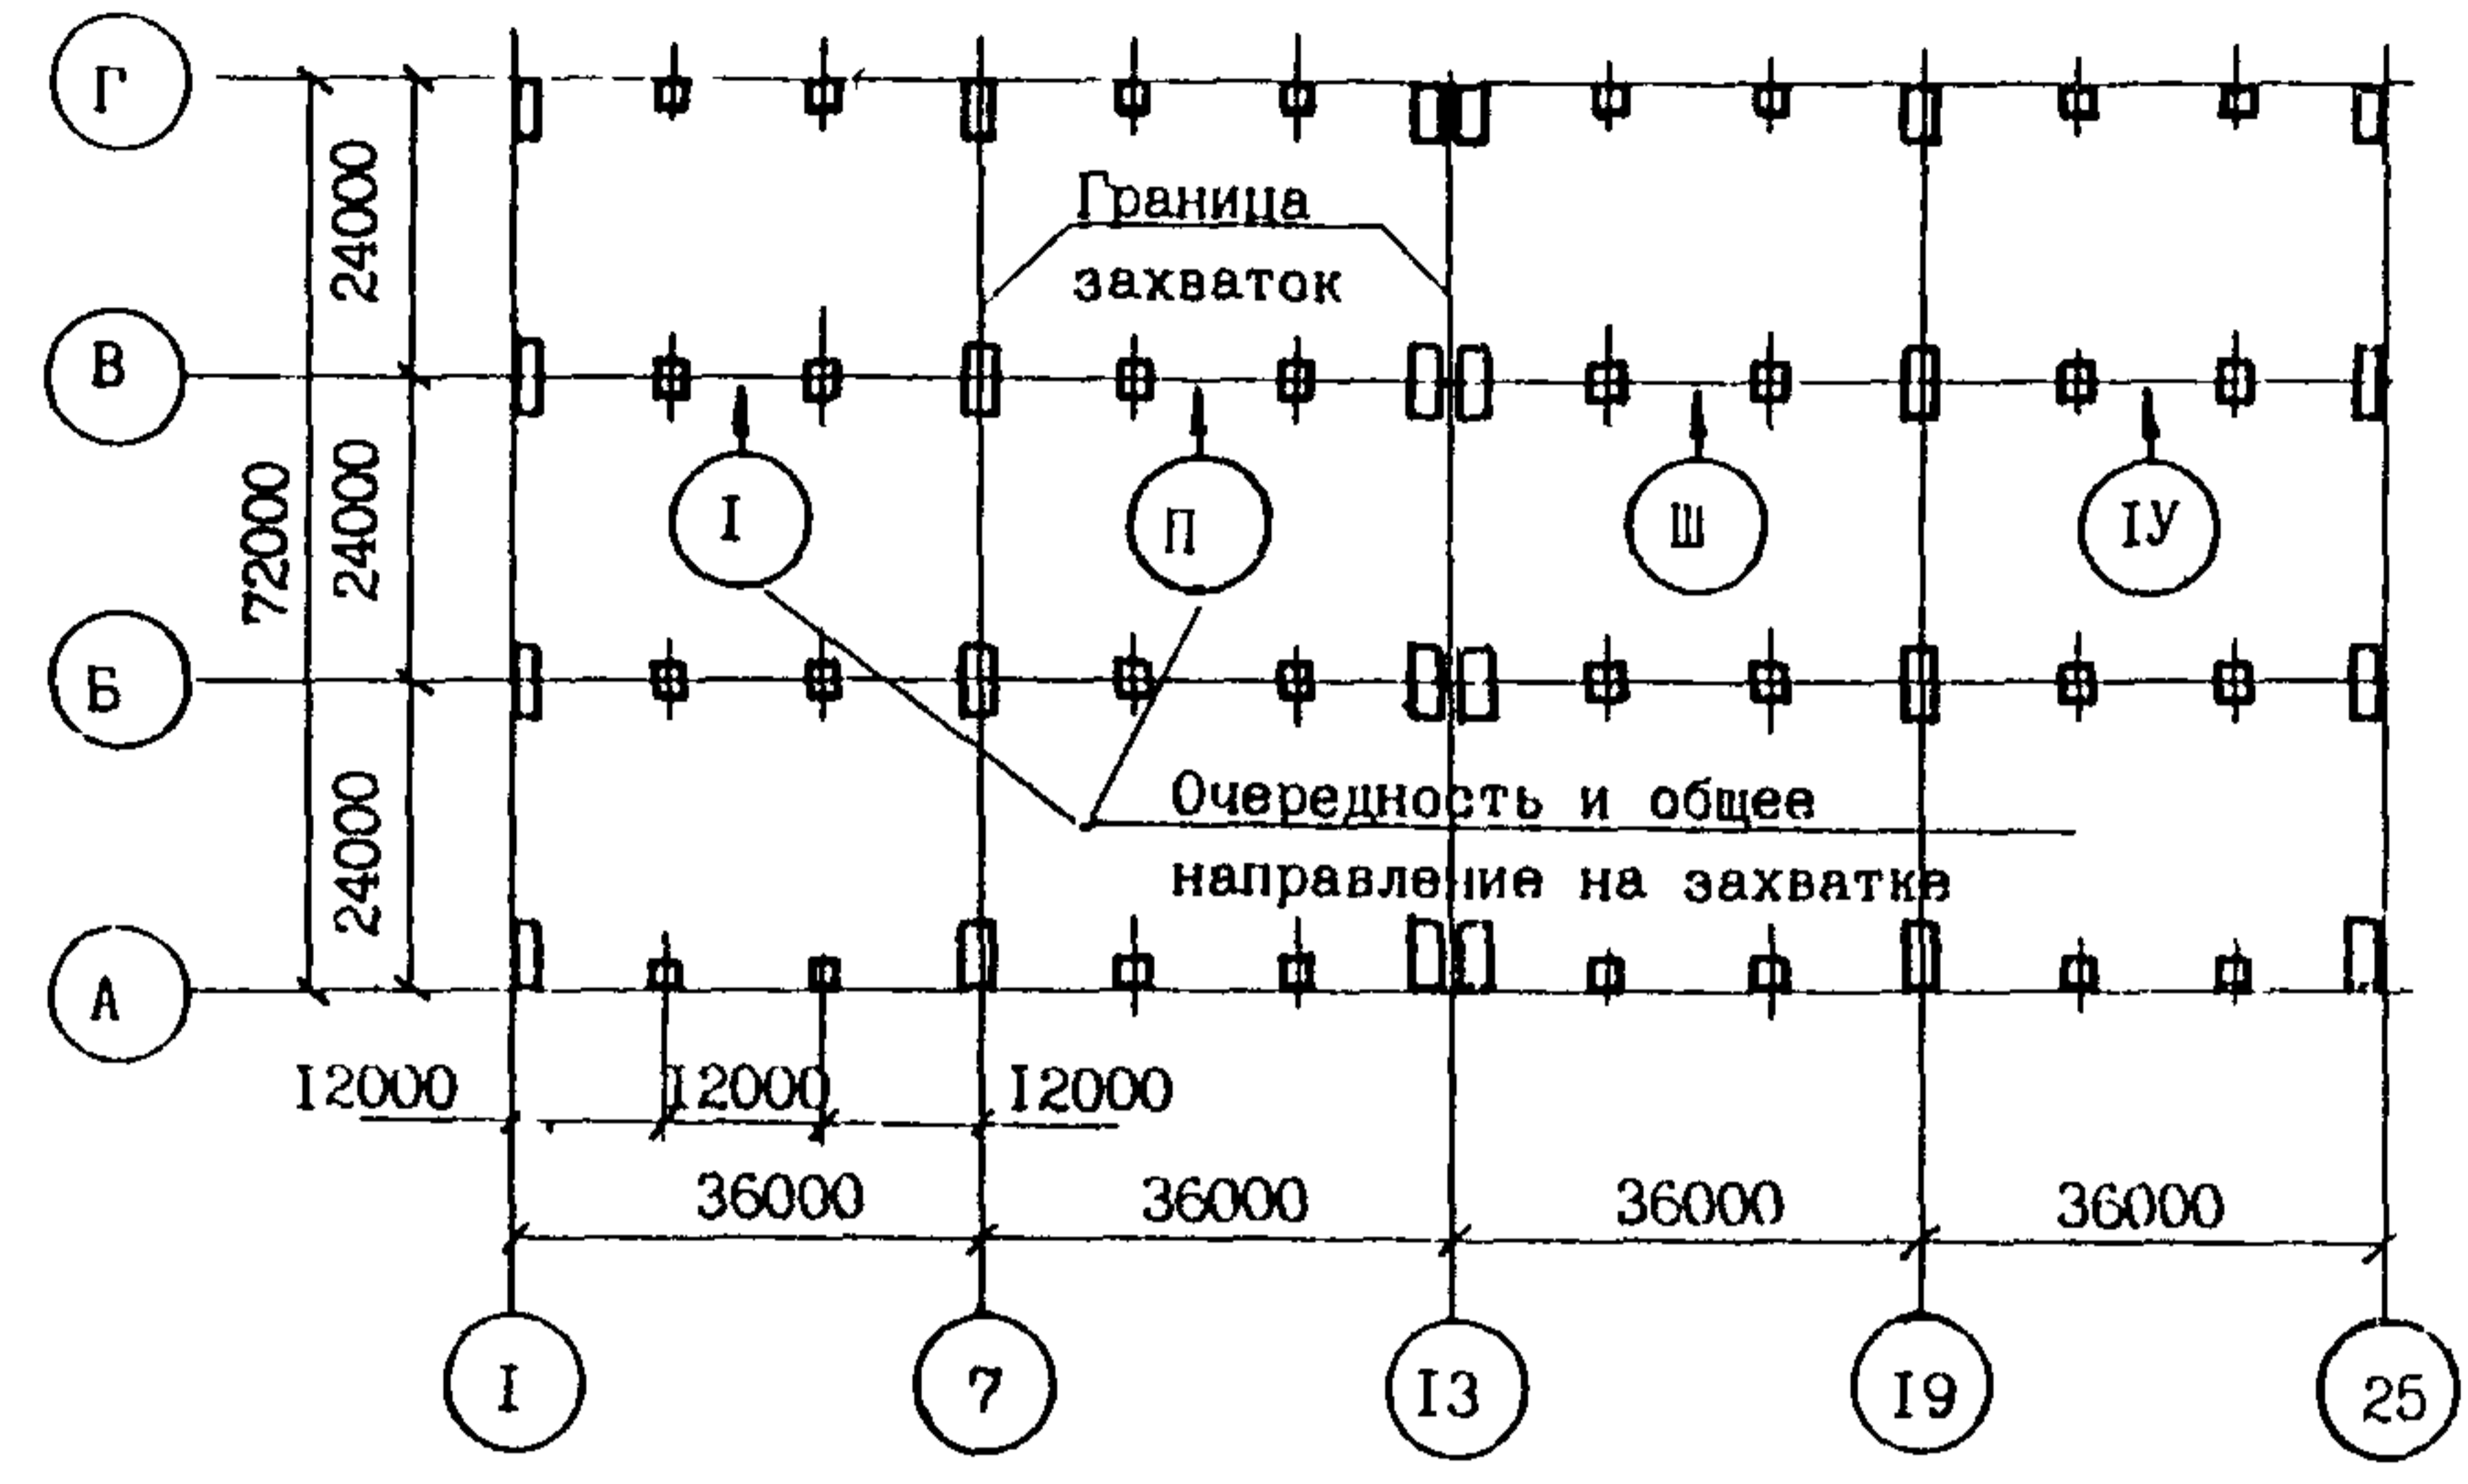 Г
24000
Граница
захваток
В
72000
24000
I
П
Ш
IУ
Б
24000
Очередность и общее
направление на захватке
А
I2000
I2000
I2000
36000
36000
36000
36000
I
7
I3
I9
25